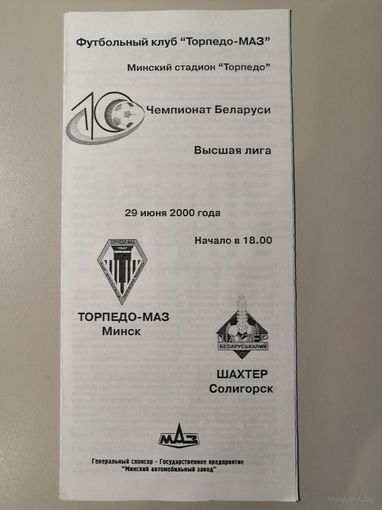 Футбольный клуб "Торпедо-МАЗ"
Минский стадион "Торпедо"
10
Чемпионат Беларуси
Высшая лига
29 июня 2000 года
Начало в 18.00
ТОРПЕДО-МАЗ
Минск
БЕЛАРУСЬКАЛИЙ
ШАХТЕР
Солигорск
МАЗ
Генеральный спонсор - Государственное предприятие
"Минский автомобильный завод"